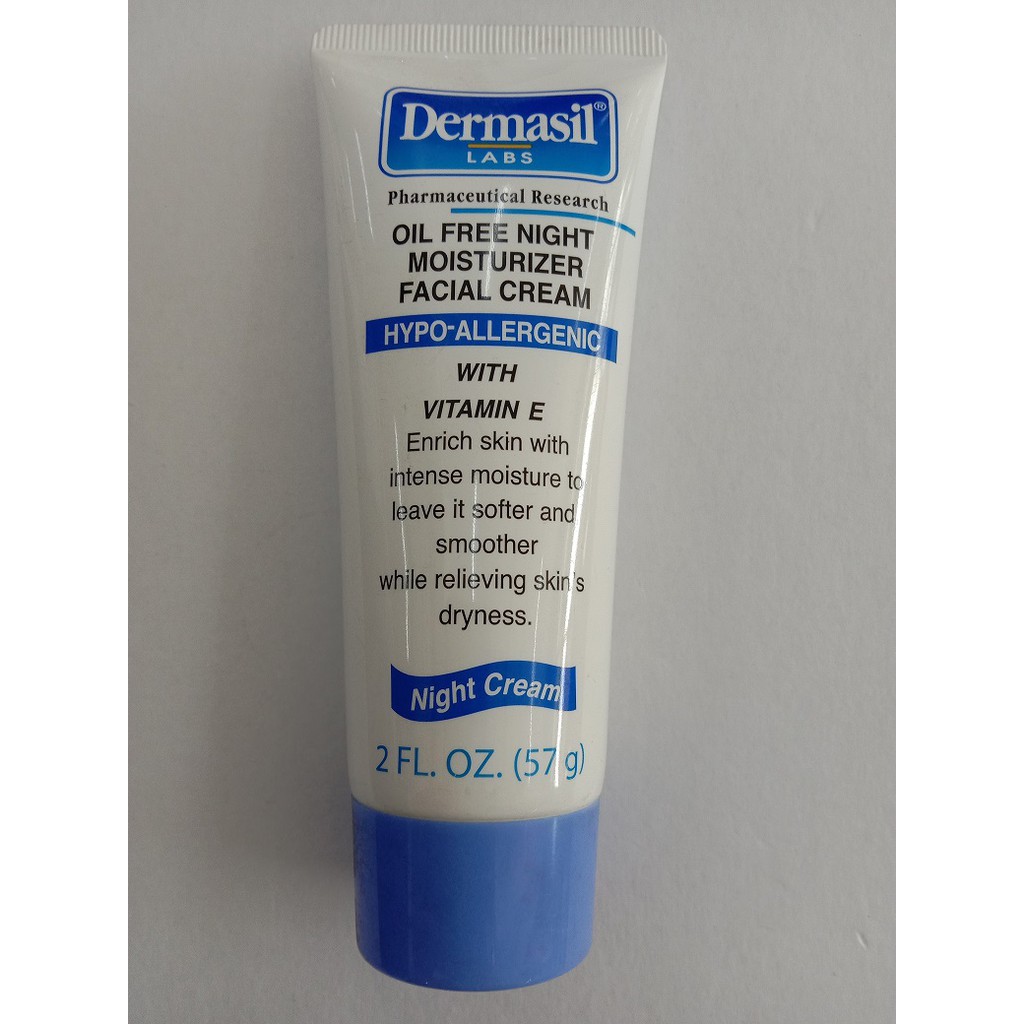 Dermasil®
LABS
Pharmaceutical Research
OIL FREE NIGHT
MOISTURIZER
FACIAL CREAM
HYPO-ALLERGENIC
WITH
VITAMIN E
Enrich skin with
intense moisture to
leave it softer and
smoother
while relieving skin's
dryness.
Night Cream
2 FL. OZ. (57 g)